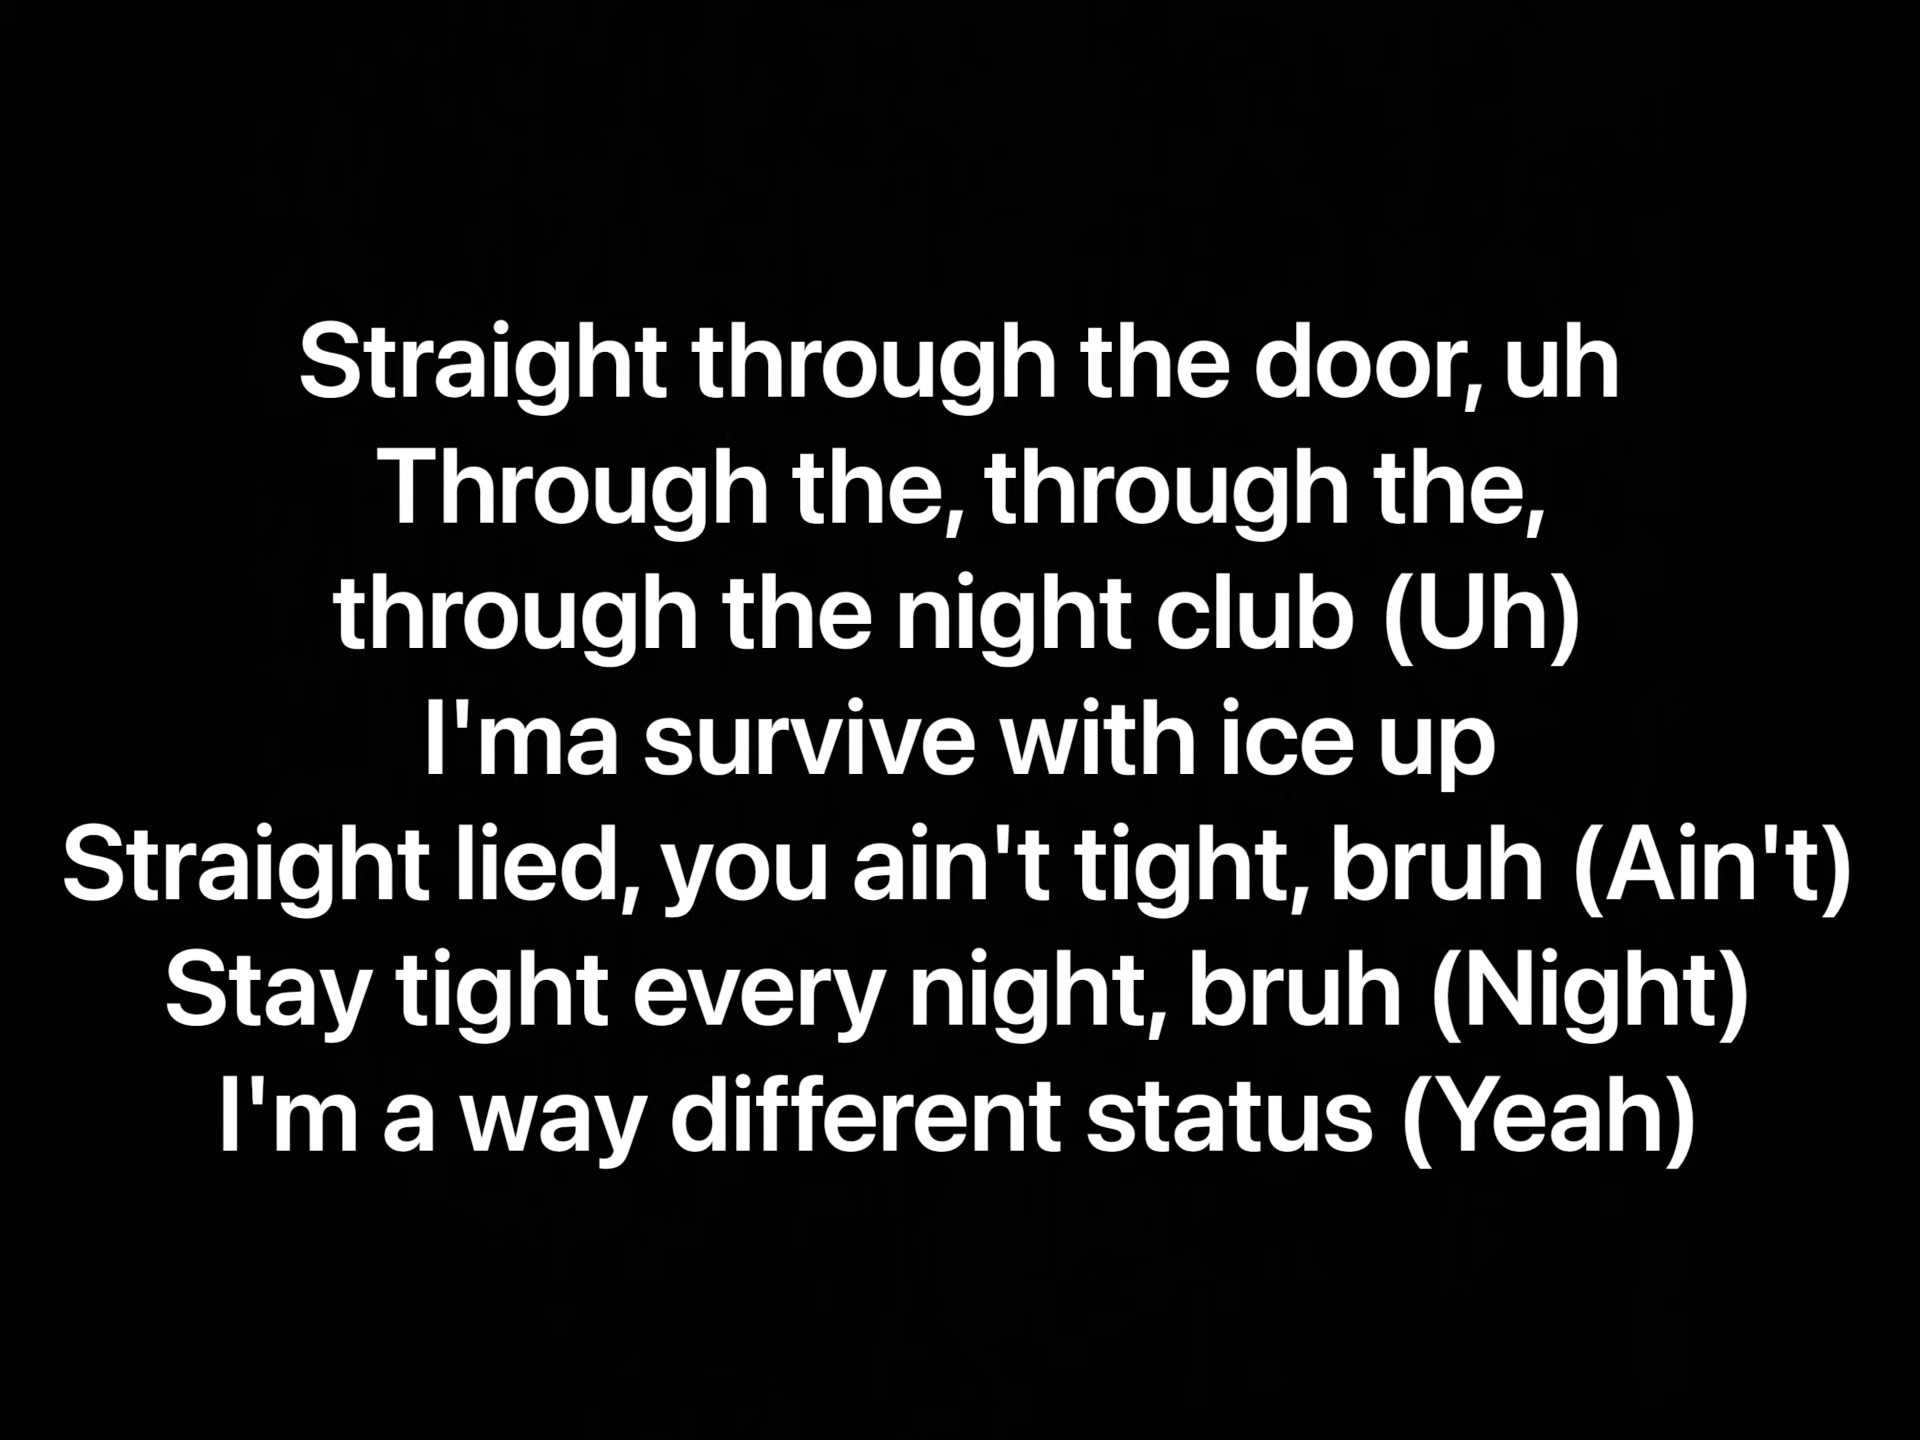 Straight through the door, uh
Through the, through the,
through the night club (Uh)
I'ma survive with ice up
Straight lied, you ain't tight, bruh (Ain't)
Stay tight every night, bruh (Night)
I'm a way different status (Yeah)